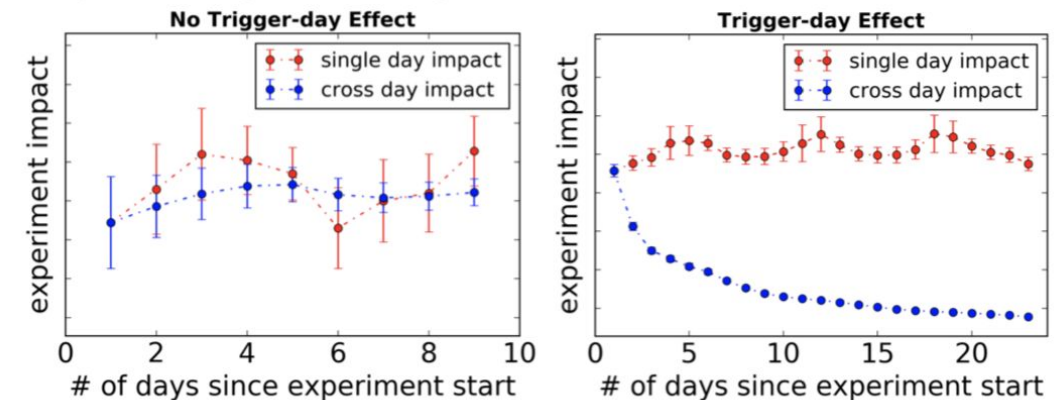 No Trigger-day Effect
experiment impact
single day impact
cross day impact
0 2 4 6 8 10
# of days since experiment start
Trigger-day Effect
experiment impact
single day impact
cross day impact
0 5 10 15 20
# of days since experiment start